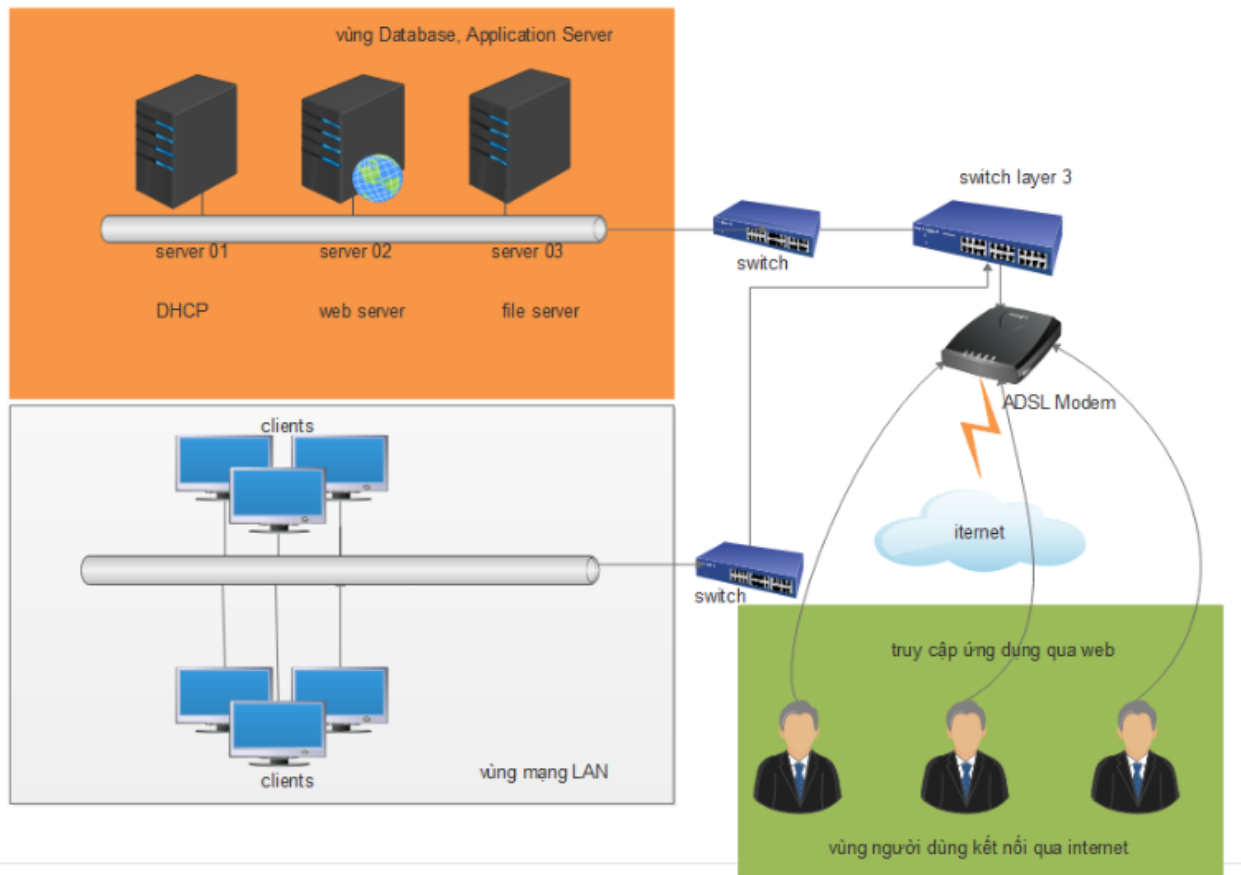 vùng Database, Application Server
server 01
server 02
server 03
DHCP
web server
file server
switch
switch layer 3
ADSL Modem
iternet
clients
clients
vùng mạng LAN
switch
truy cập ứng dụng qua web
vùng người dùng kết nối qua internet